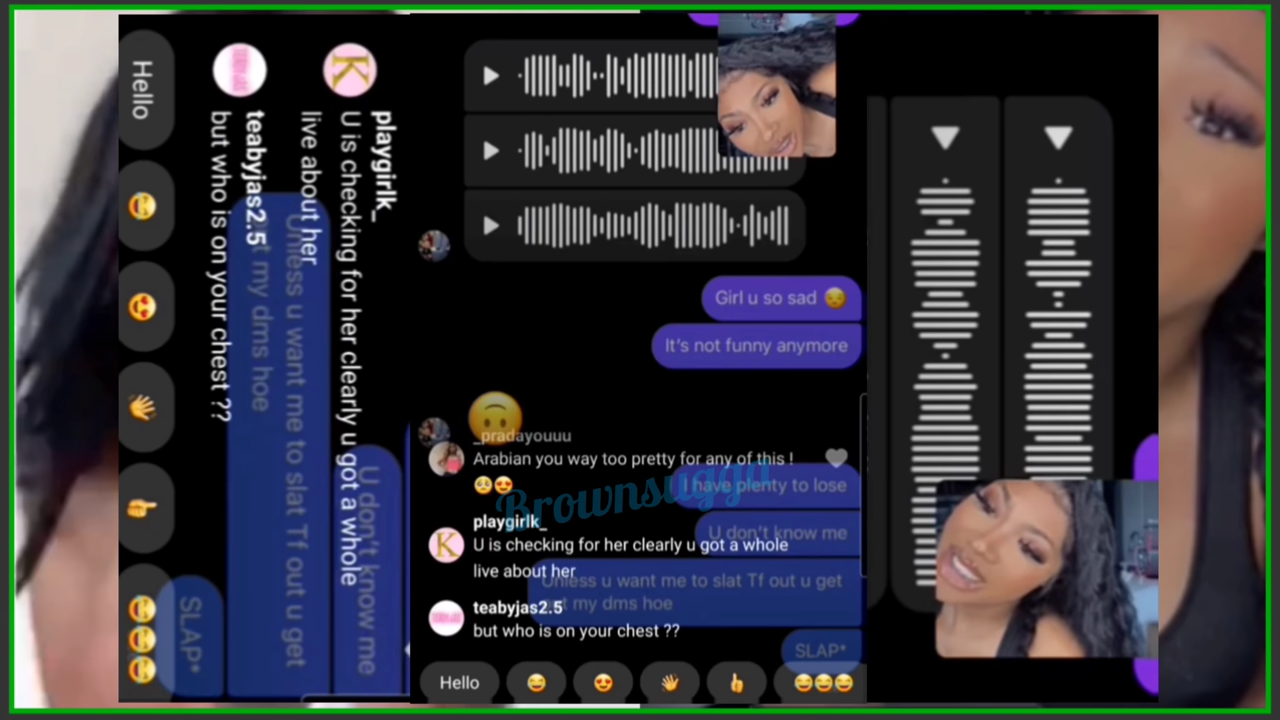 Hello
playgirlk_
U is checking for her clearly u got a whole
live about her
teabyjas2.5
but who is on your chest ??
U don't know me
Unless u want me to slat Tf out u get
my dms hoe
SLAP*
Girl u so sad 😔
It's not funny anymore
🙃
_pradayouuu
Arabian you way too pretty for any of this !
🥺😍
I have plenty to lose
U don't know me
playgirlk_
U is checking for her clearly u got a whole
live about her
Unless u want me to slat Tf out u get
my dms hoe
teabyjas2.5
but who is on your chest ??
SLAP*
Hello 😂 😍 👋 👍 😂😂😂
Brownsuggu